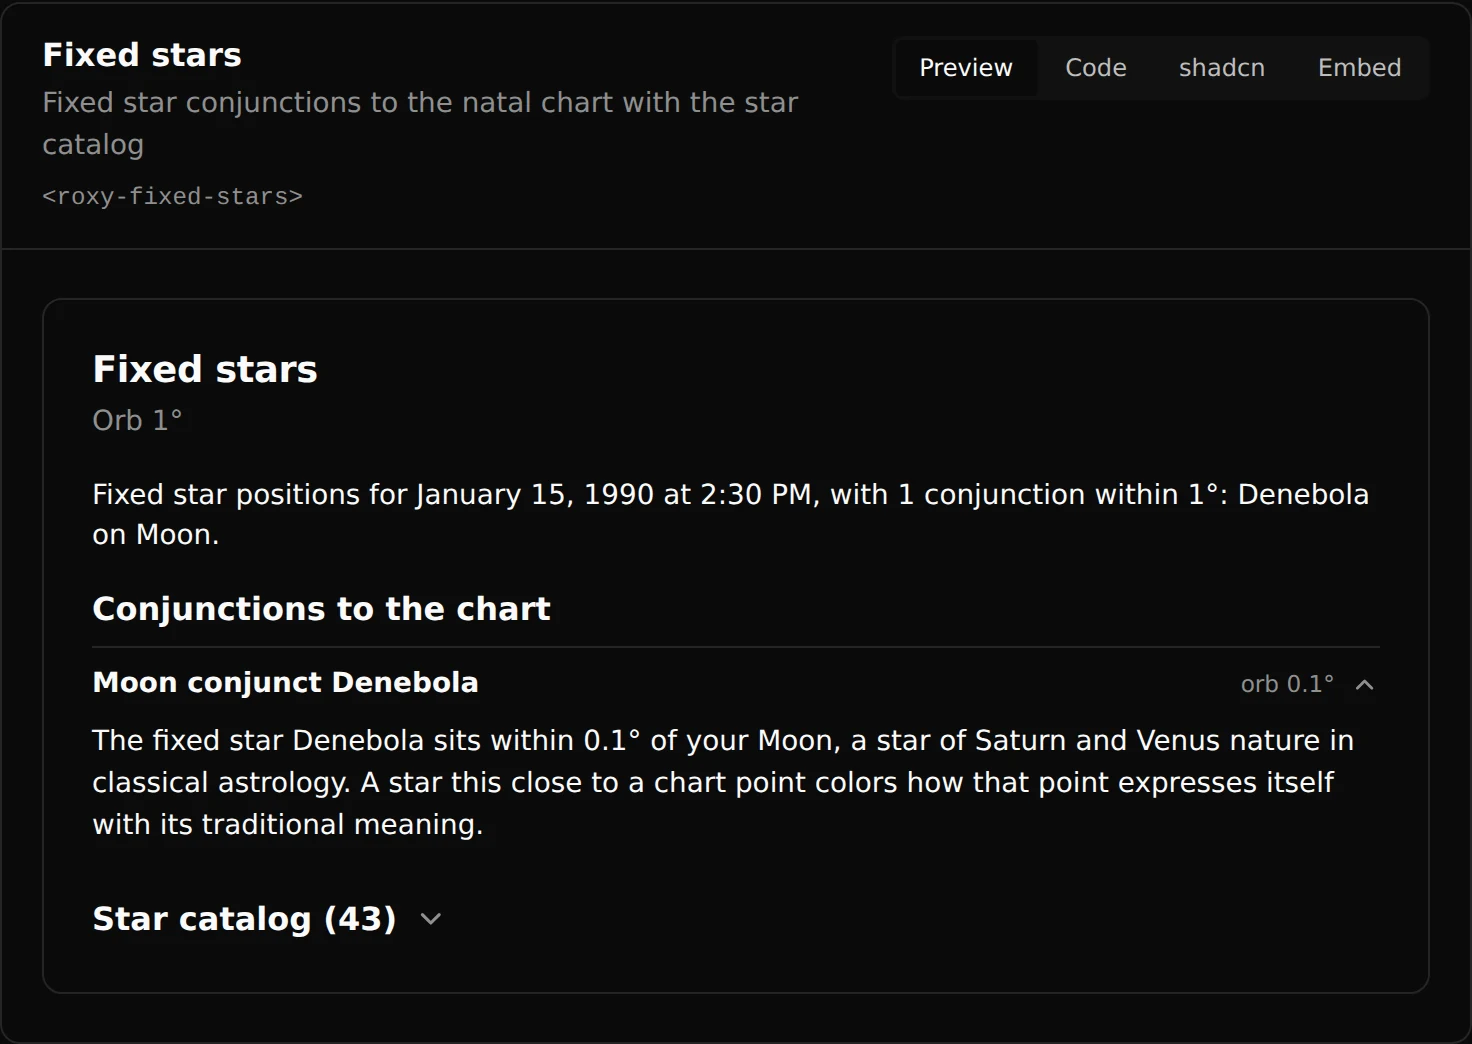 Fixed stars
Fixed star conjunctions to the natal chart with the star
catalog
<roxy-fixed-stars>
Preview
Code
shadcn
Embed
Fixed stars
Orb 1°
Fixed star positions for January 15, 1990 at 2:30 PM, with 1 conjunction within 1°: Denebola
on Moon.
Conjunctions to the chart
Moon conjunct Denebola
orb 0.1°
The fixed star Denebola sits within 0.1° of your Moon, a star of Saturn and Venus nature in
classical astrology. A star this close to a chart point colors how that point expresses itself
with its traditional meaning.
Star catalog (43)